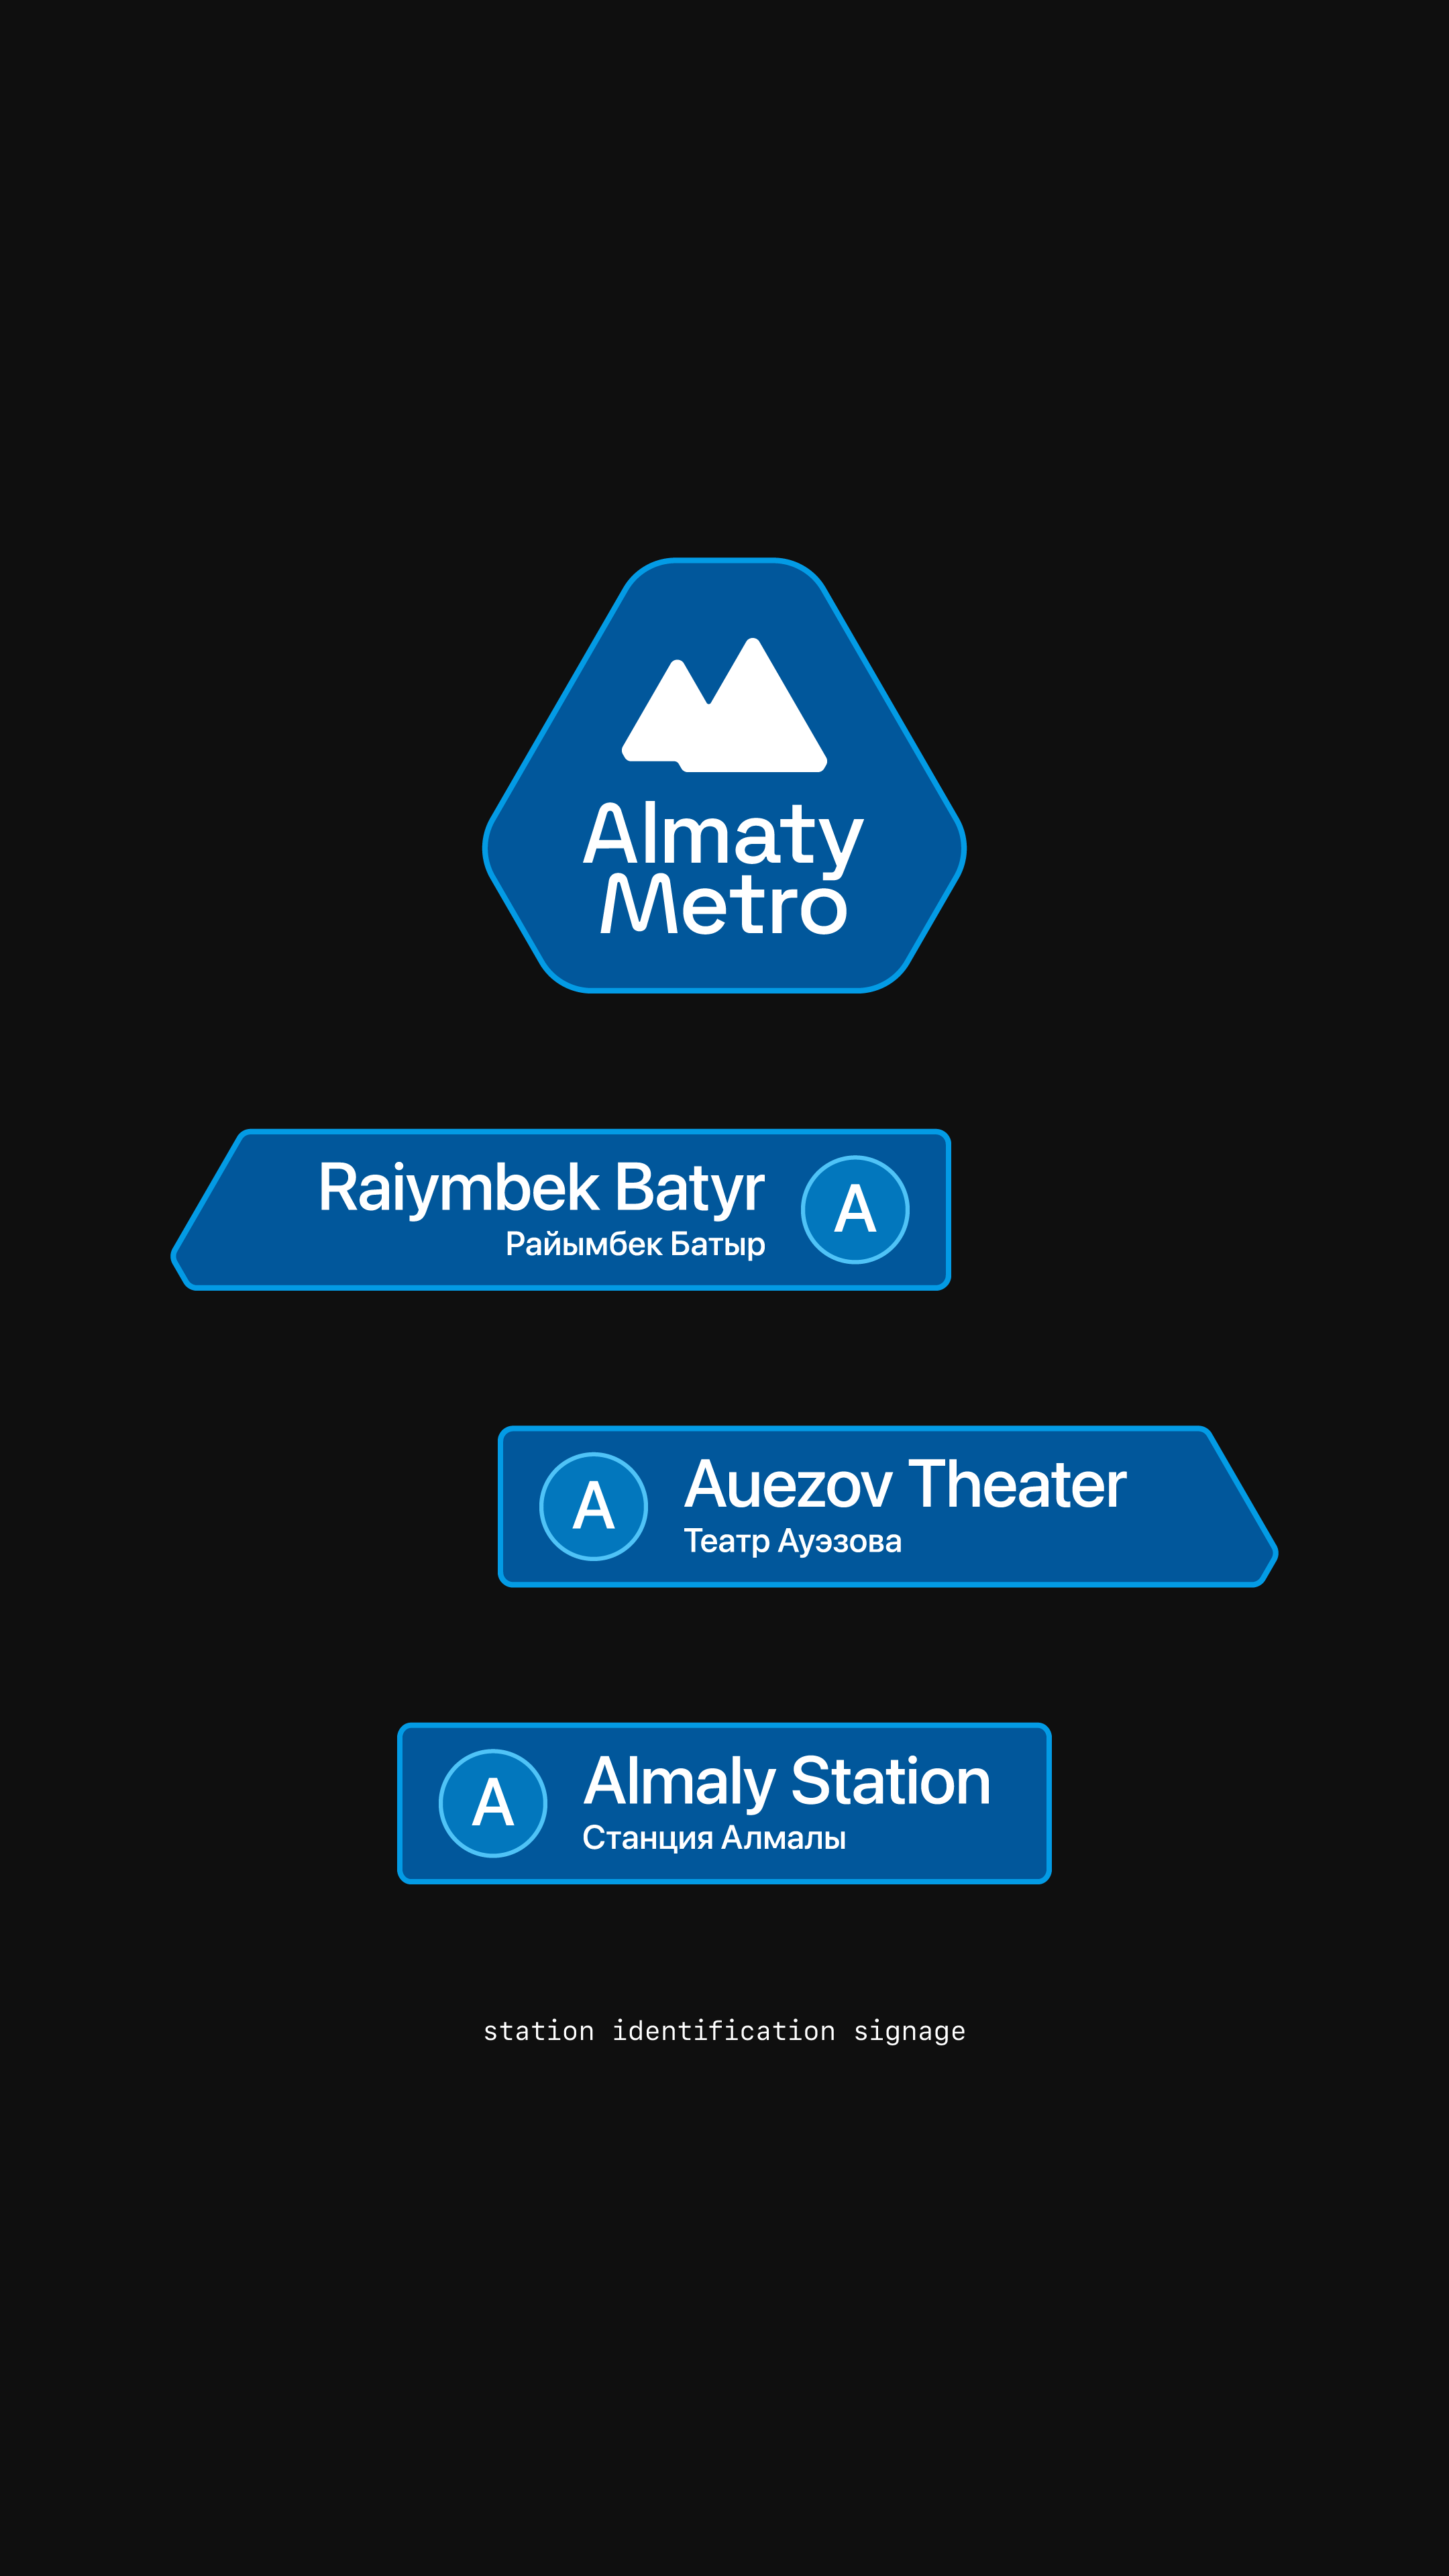 Almaty
Metro
Raiymbek Batyr
Райымбек Батыр
A
A
Auezov Theater
Театр Ауэзова
A
Almaly Station
Станция Алмалы
station identification signage